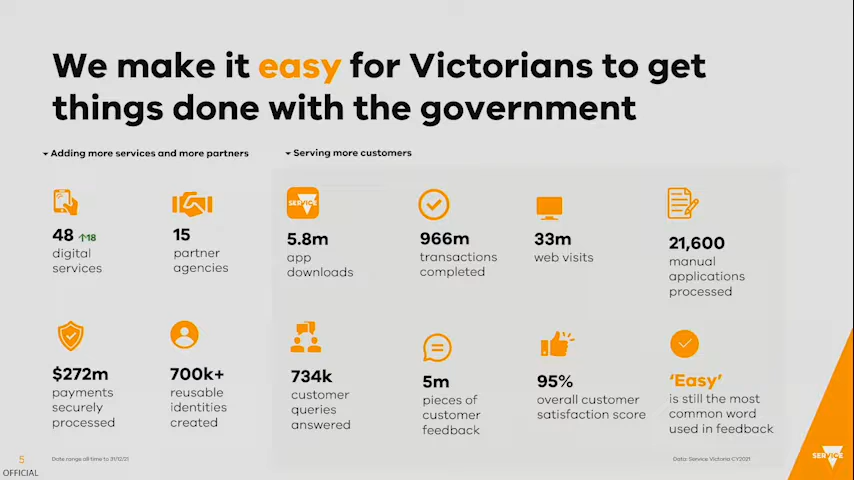 We make it easy for Victorians to get
things done with the government
Adding more services and more partners
Serving more customers
48 ↑18
digital
services
15
partner
agencies
SERVICE
5.8m
app
downloads
966m
transactions
completed
33m
web visits
21,600
manual
applications
processed
$272m
payments
securely
processed
700k+
reusable
identities
created
734k
customer
queries
answered
5m
pieces of
customer
feedback
95%
overall customer
satisfaction score
‘Easy’
is still the most
common word
used in feedback
5
OFFICIAL
Date range all time to 31/12/21
Data: Service Victoria CY2021
SERVICE